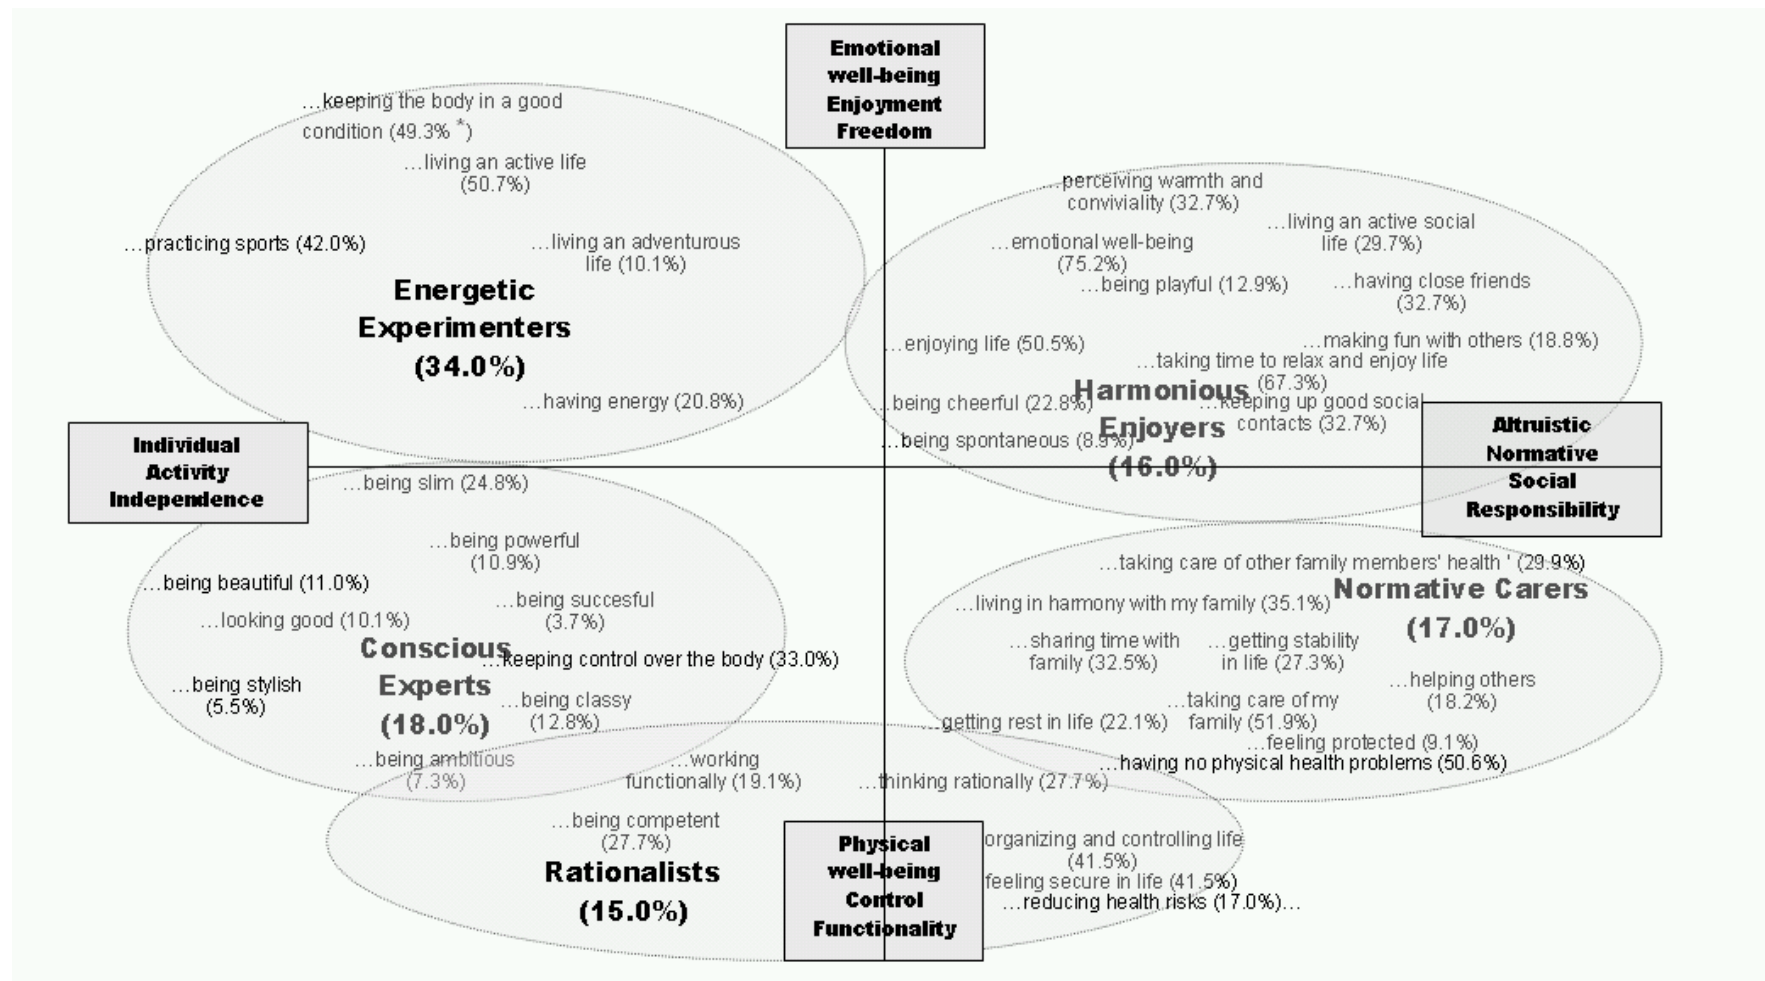 Emotional
well-being
Enjoyment
Freedom
…keeping the body in a good
condition (49.3% *)
…living an active life
(50.7%)
…practicing sports (42.0%)
…living an adventurous
life (10.1%)
Energetic
Experimenters
(34.0%)
…having energy (20.8%)
…perceiving warmth and
conviviality (32.7%)
…living an active social
life (29.7%)
…emotional well-being
(75.2%)
…being playful (12.9%)
…having close friends
(32.7%)
…enjoying life (50.5%)
…making fun with others (18.8%)
…taking time to relax and enjoy life
(67.3%)
Harmonious
Enjoyers
(16.0%)
…being cheerful (22.8%)
…keeping up good social
contacts (32.7%)
…being spontaneous (8.9%)
Individual
Activity
Independence
Altruistic
Normative
Social
Responsibility
…being slim (24.8%)
…being powerful
(10.9%)
…being beautiful (11.0%)
…looking good (10.1%)
…being succesful
(3.7%)
Conscious
Experts
(18.0%)
…keeping control over the body (33.0%)
…being stylish
(5.5%)
…being classy
(12.8%)
…being ambitious
(7.3%)
…taking care of other family members' health ' (29.9%)
Normative Carers
(17.0%)
…living in harmony with my family (35.1%)
…sharing time with
family (32.5%)
…getting stability
in life (27.3%)
…helping others
(18.2%)
…taking care of my
family (51.9%)
…getting rest in life (22.1%)
…feeling protected (9.1%)
…having no physical health problems (50.6%)
…working
functionally (19.1%)
…thinking rationally (27.7%)
…being competent
(27.7%)
Rationalists
(15.0%)
Physical
well-being
Control
Functionality
organizing and controlling life
(41.5%)
feeling secure in life (41.5%)
…reducing health risks (17.0%)…